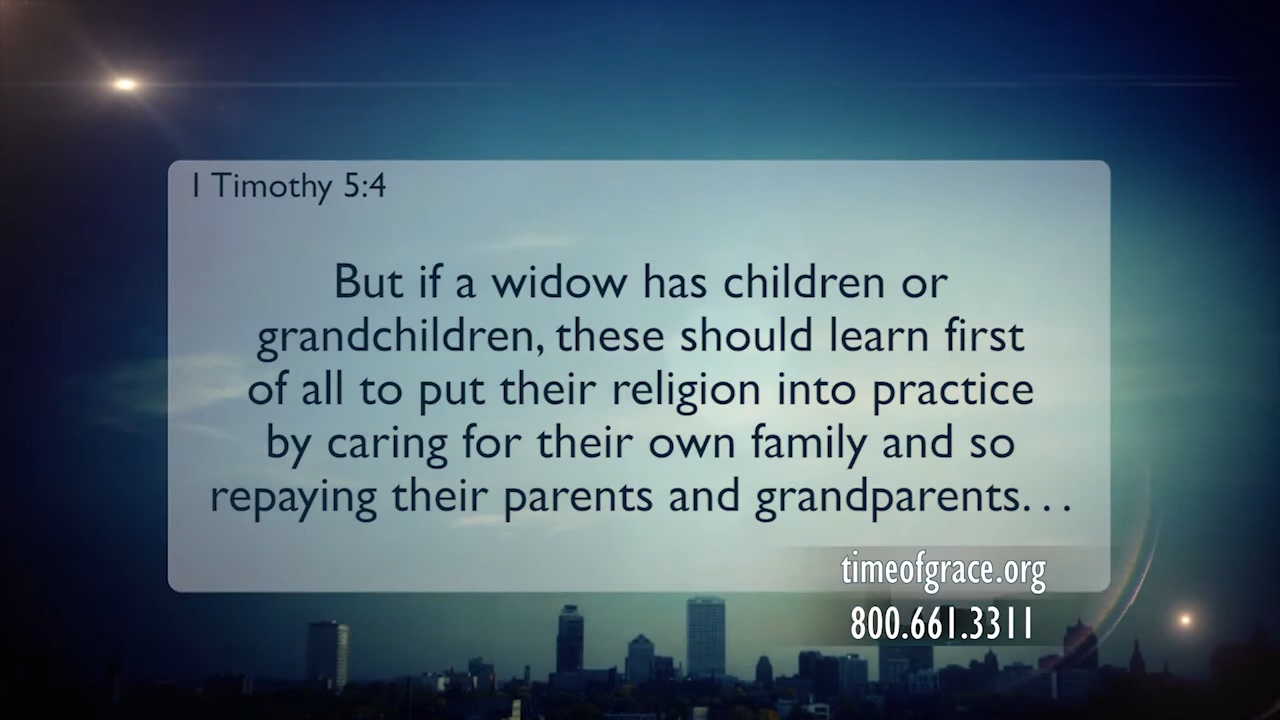 1 Timothy 5:4
But if a widow has children or
grandchildren, these should learn first
of all to put their religion into practice
by caring for their own family and so
repaying their parents and grandparents. . .
timeofgrace.org
800.661.3311